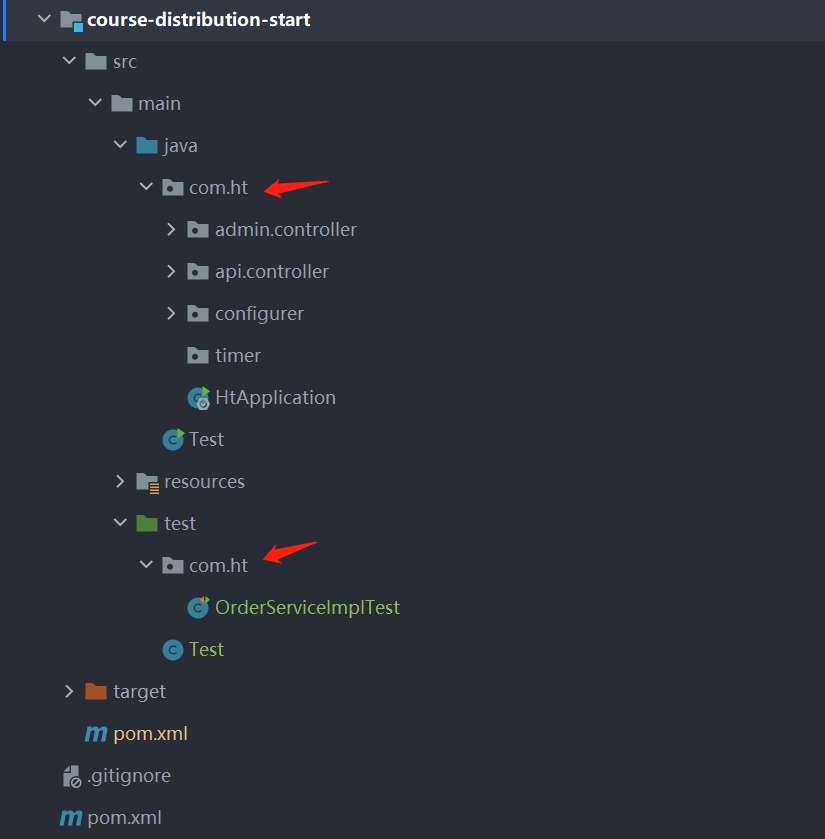 course-distribution-start
src
main
java
com.ht
admin.controller
api.controller
configurer
timer
HtApplication
Test
resources
test
com.ht
OrderServiceImplTest
Test
target
pom.xml
.gitignore
pom.xml